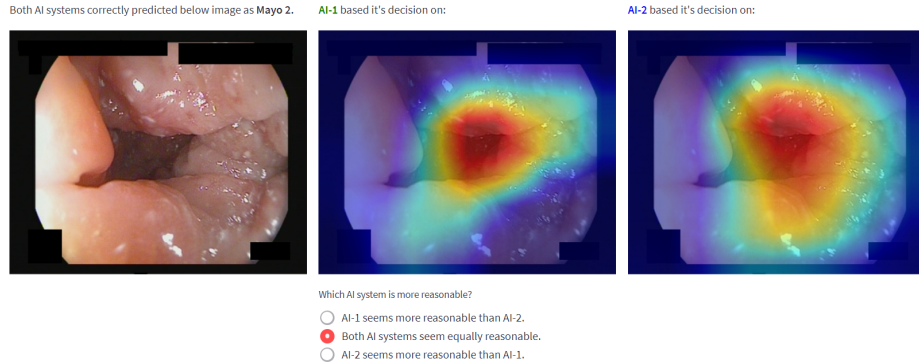 Both AI systems correctly predicted below image as Mayo 2.
AI-1 based it's decision on:
AI-2 based it's decision on:
Which AI system is more reasonable?
AI-1 seems more reasonable than AI-2.
Both AI systems seem equally reasonable.
AI-2 seems more reasonable than AI-1.